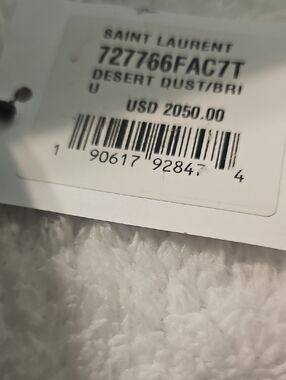 SAINT LAURENT
727766FAC7T
DESERT DUST/BRI
U
USD 2050.00
1 90617 92847 4